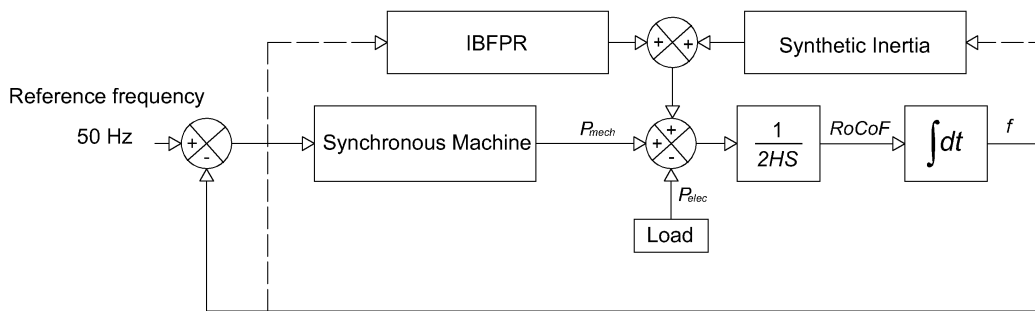 IBFPR
+
+
Synthetic Inertia
Reference frequency
50 Hz
+
-
Synchronous Machine
P_mech
+
+
-
1
2HS
RoCoF
∫dt
f
P_elec
Load